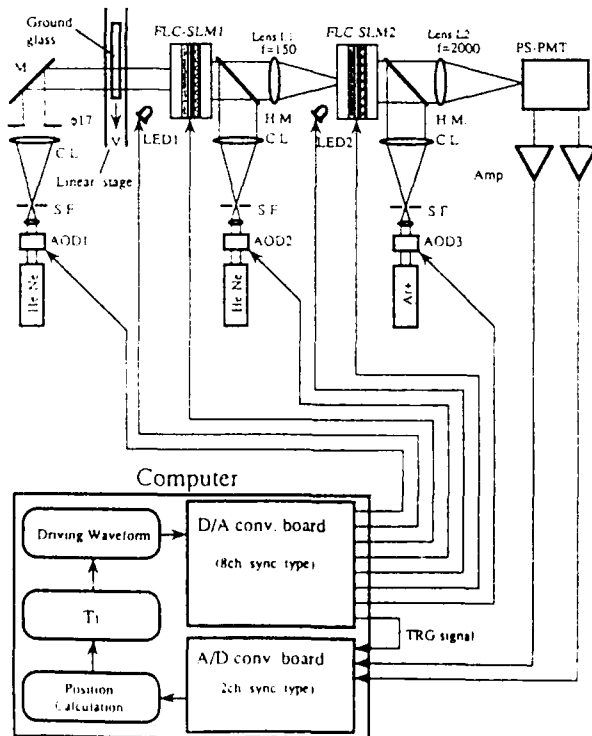 Ground
glass
M
φ17
C L.
V
Linear stage
S F.
AOD1
He-Ne
FLC-SLM1
LED1
Lens L1
f=150
H M.
C L.
S F
AOD2
He-Ne
FLC SLM2
LED2
Lens L2
f=2000
H M.
C L.
S F
AOD3
Ar+
PS-PMT
Amp
Computer
Driving Waveform
D/A conv. board
(8ch sync type)
TRG signal
A/D conv. board
2ch sync type)
Position
Calculation